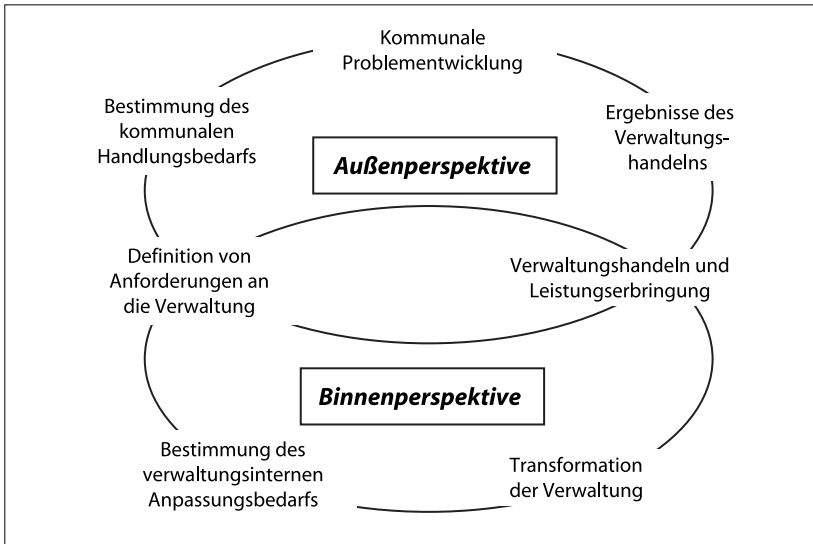 Kommunale
Problementwicklung
Bestimmung des
kommunalen
Handlungsbedarfs
Ergebnisse des
Verwaltungs-
handelns
Außenperspektive
Definition von
Anforderungen an
die Verwaltung
Verwaltungshandeln und
Leistungserbringung
Binnenperspektive
Bestimmung des
verwaltungsinternen
Anpassungsbedarfs
Transformation
der Verwaltung